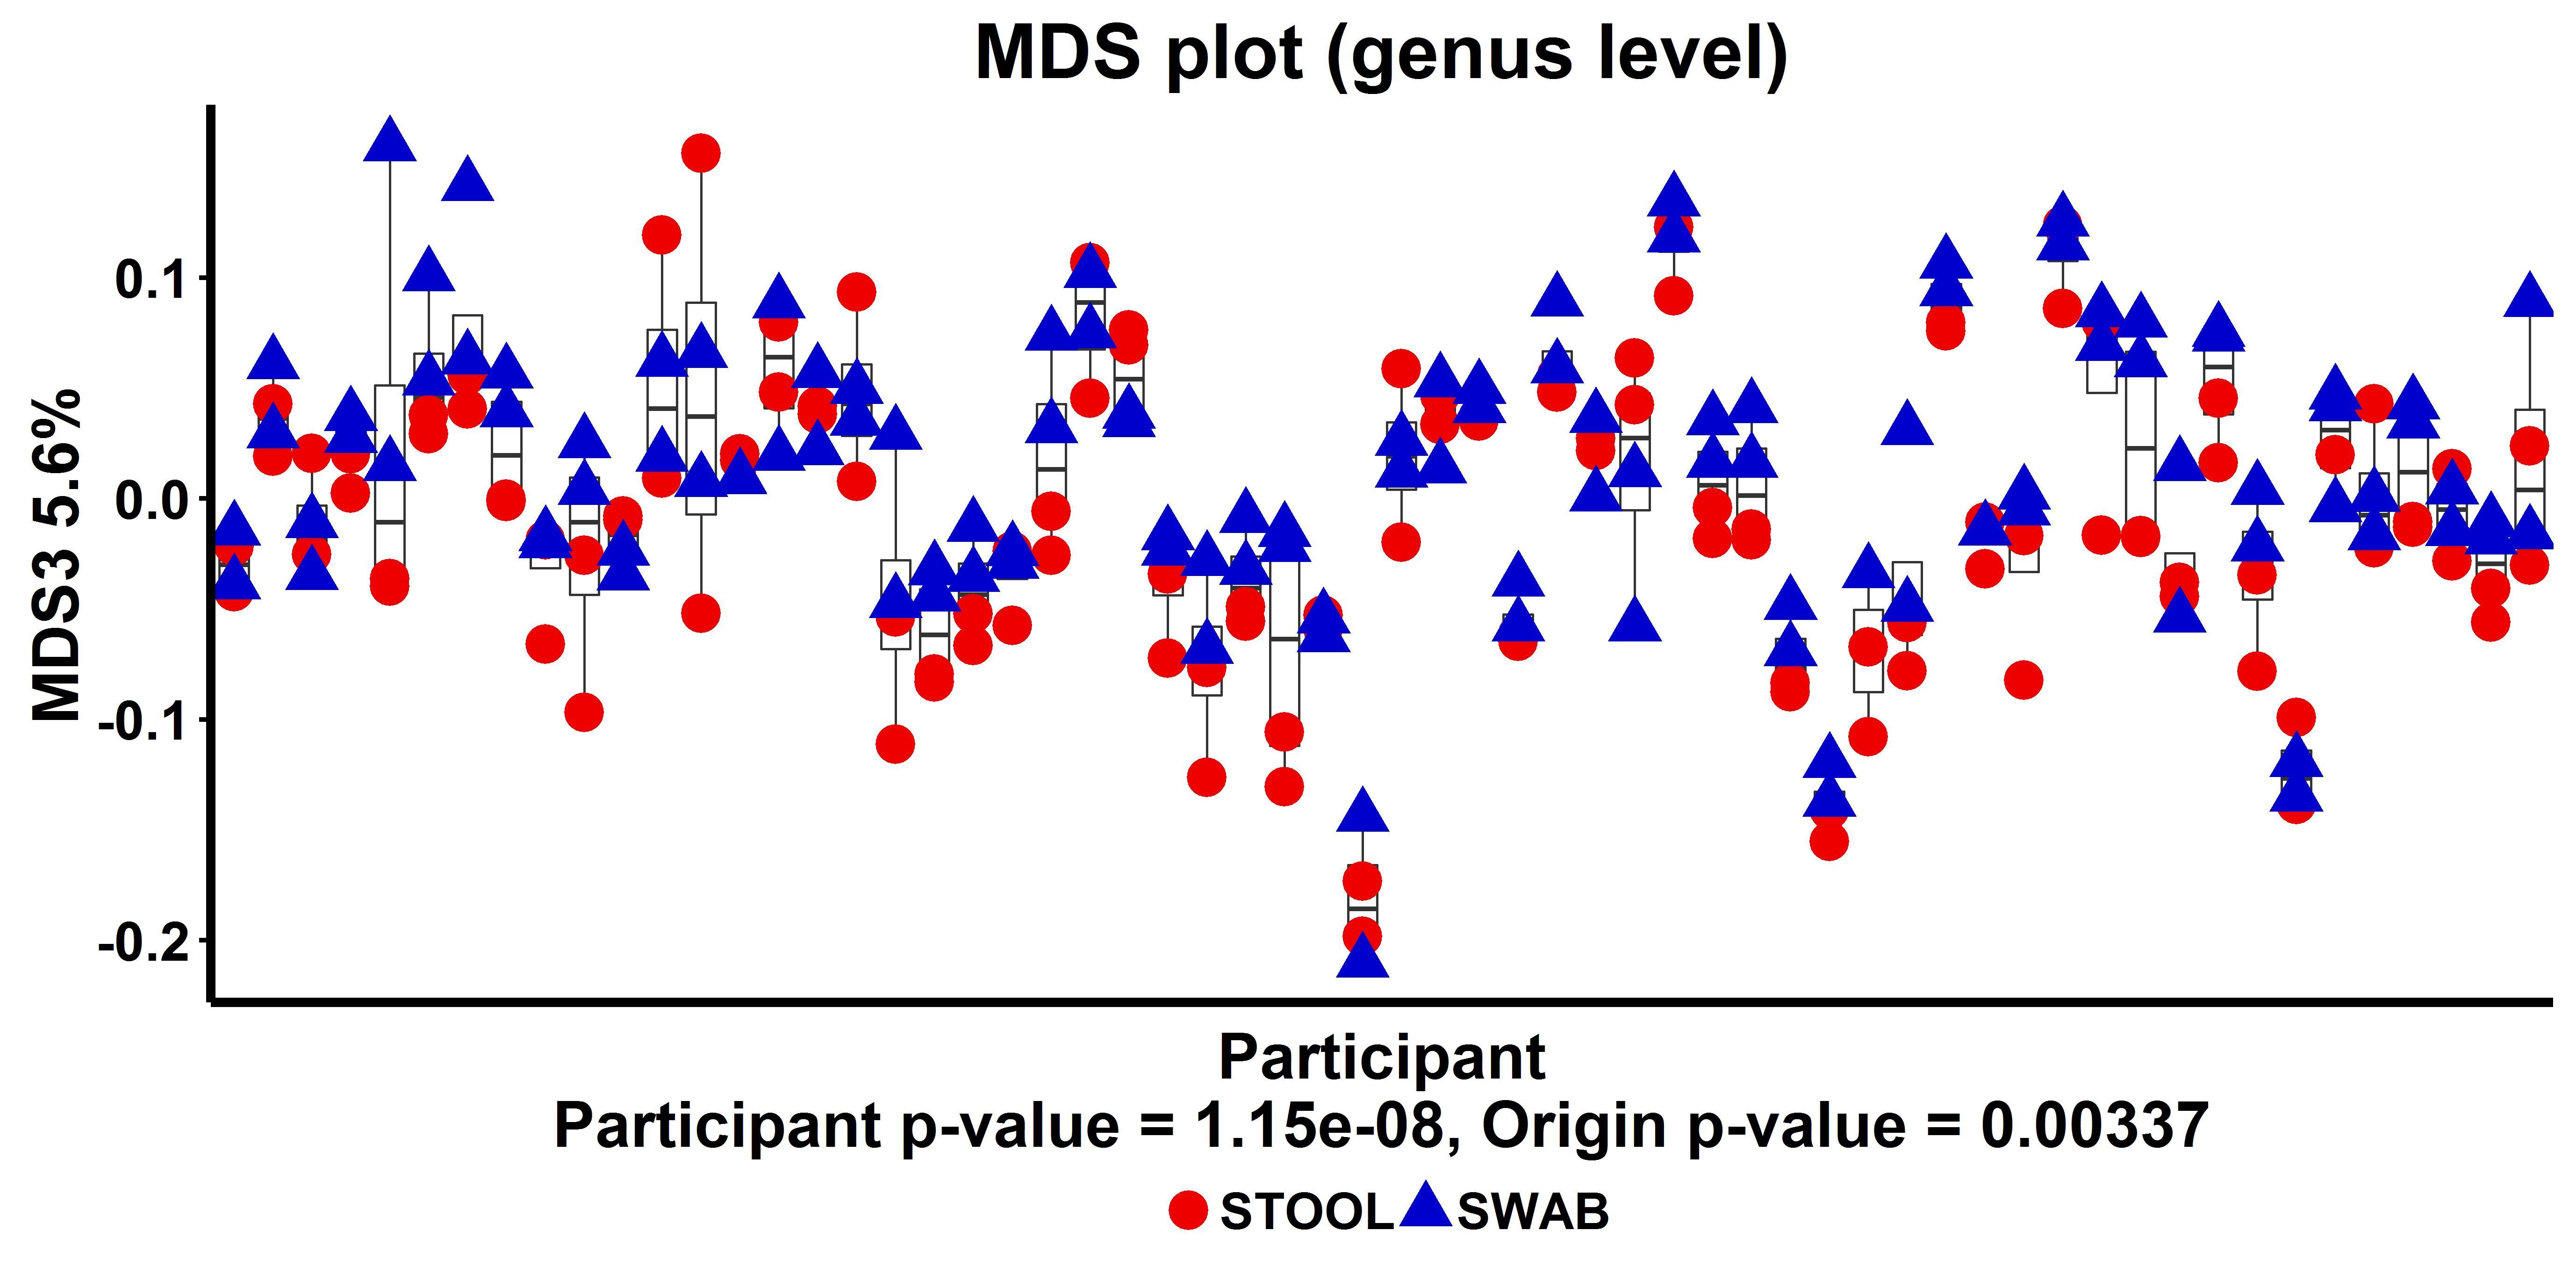 MDS plot (genus level)
MDS3 5.6%
0.1
0.0
-0.1
-0.2
Participant
Participant p-value = 1.15e-08, Origin p-value = 0.00337
STOOL SWAB